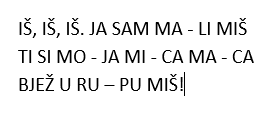 IŠ, IŠ, IŠ. JA SAM MA - LI MIŠ
TI SI MO - JA MI - CA MA - CA
BJEŽ U RU – PU MIŠ!